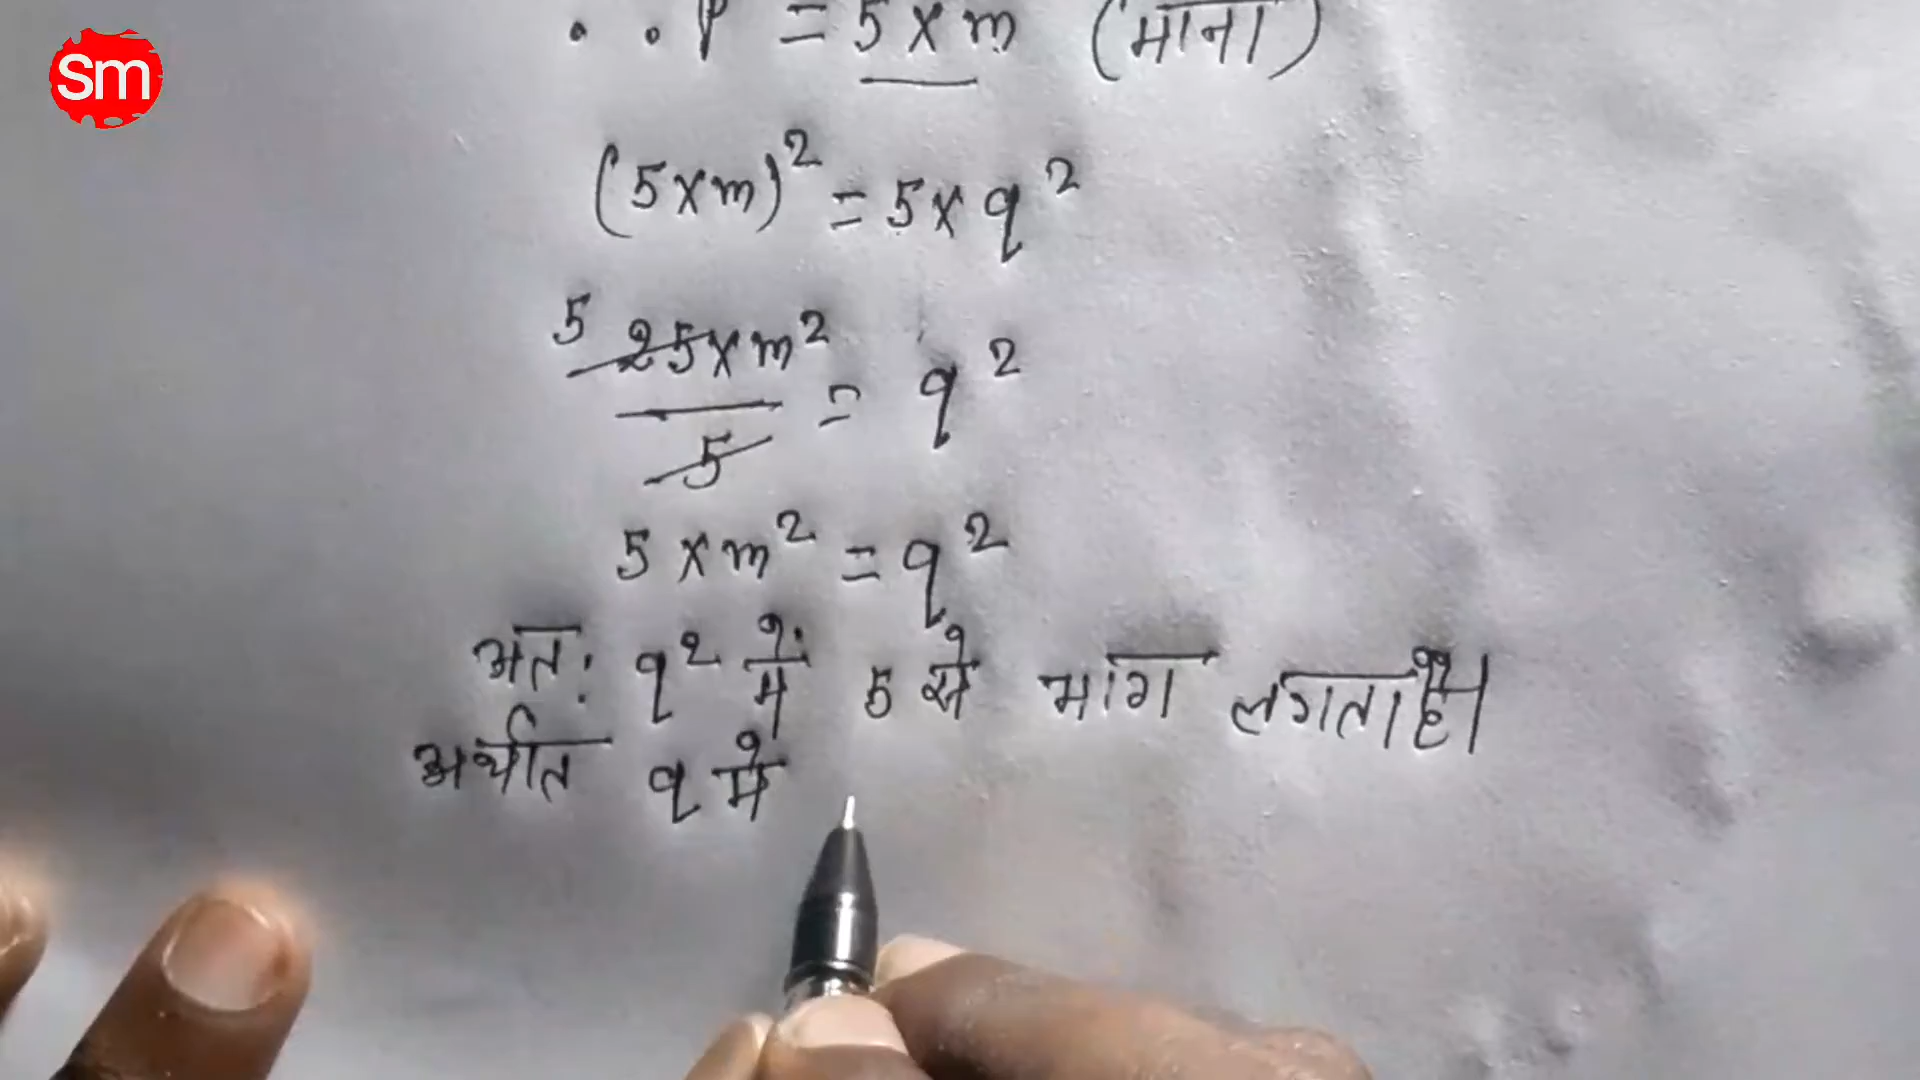 Sm
∴ P = 5 x m (माना)
(5 x m)² = 5 x q²
5 25 x m²
5 = q²
5 x m² = q²
अतः q² में 5 से भाग लगता है।
अर्थात q में